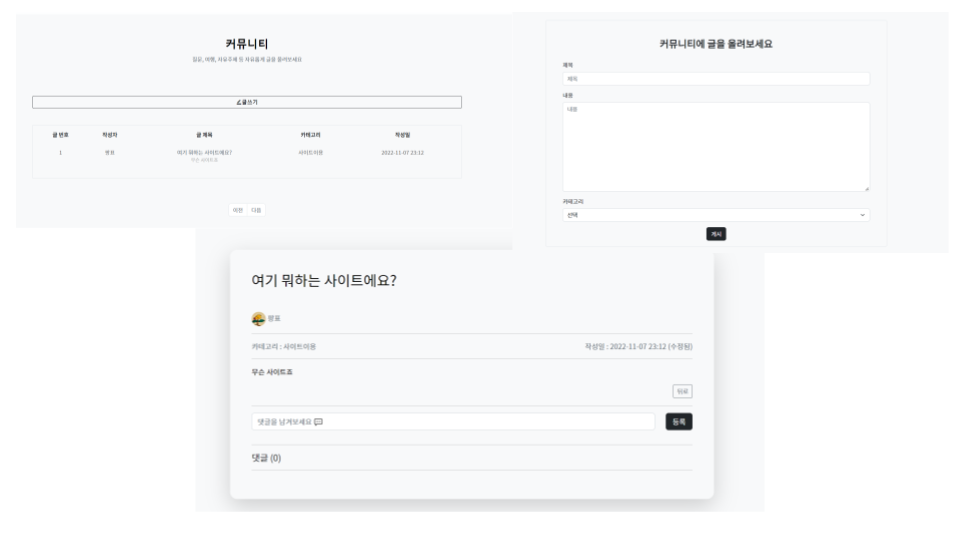 커뮤니티
질문, 여행, 자유주제 등 자유롭게 글을 올려보세요
글쓰기
글 번호 작성자 글 제목 카테고리 작성일
1 여기 뭐하는 사이트에요? 사이트이용 2022-11-07 23:12
무슨 사이트죠
이전 다음
커뮤니티에 글을 올려보세요
제목
제목
내용
내용
카테고리
선택
게시
여기 뭐하는 사이트에요?
카테고리 : 사이트이용 작성일 : 2022-11-07 23:12 (수정됨)
무슨 사이트죠
뒤로
댓글을 남겨보세요 💬
등록
댓글 (0)